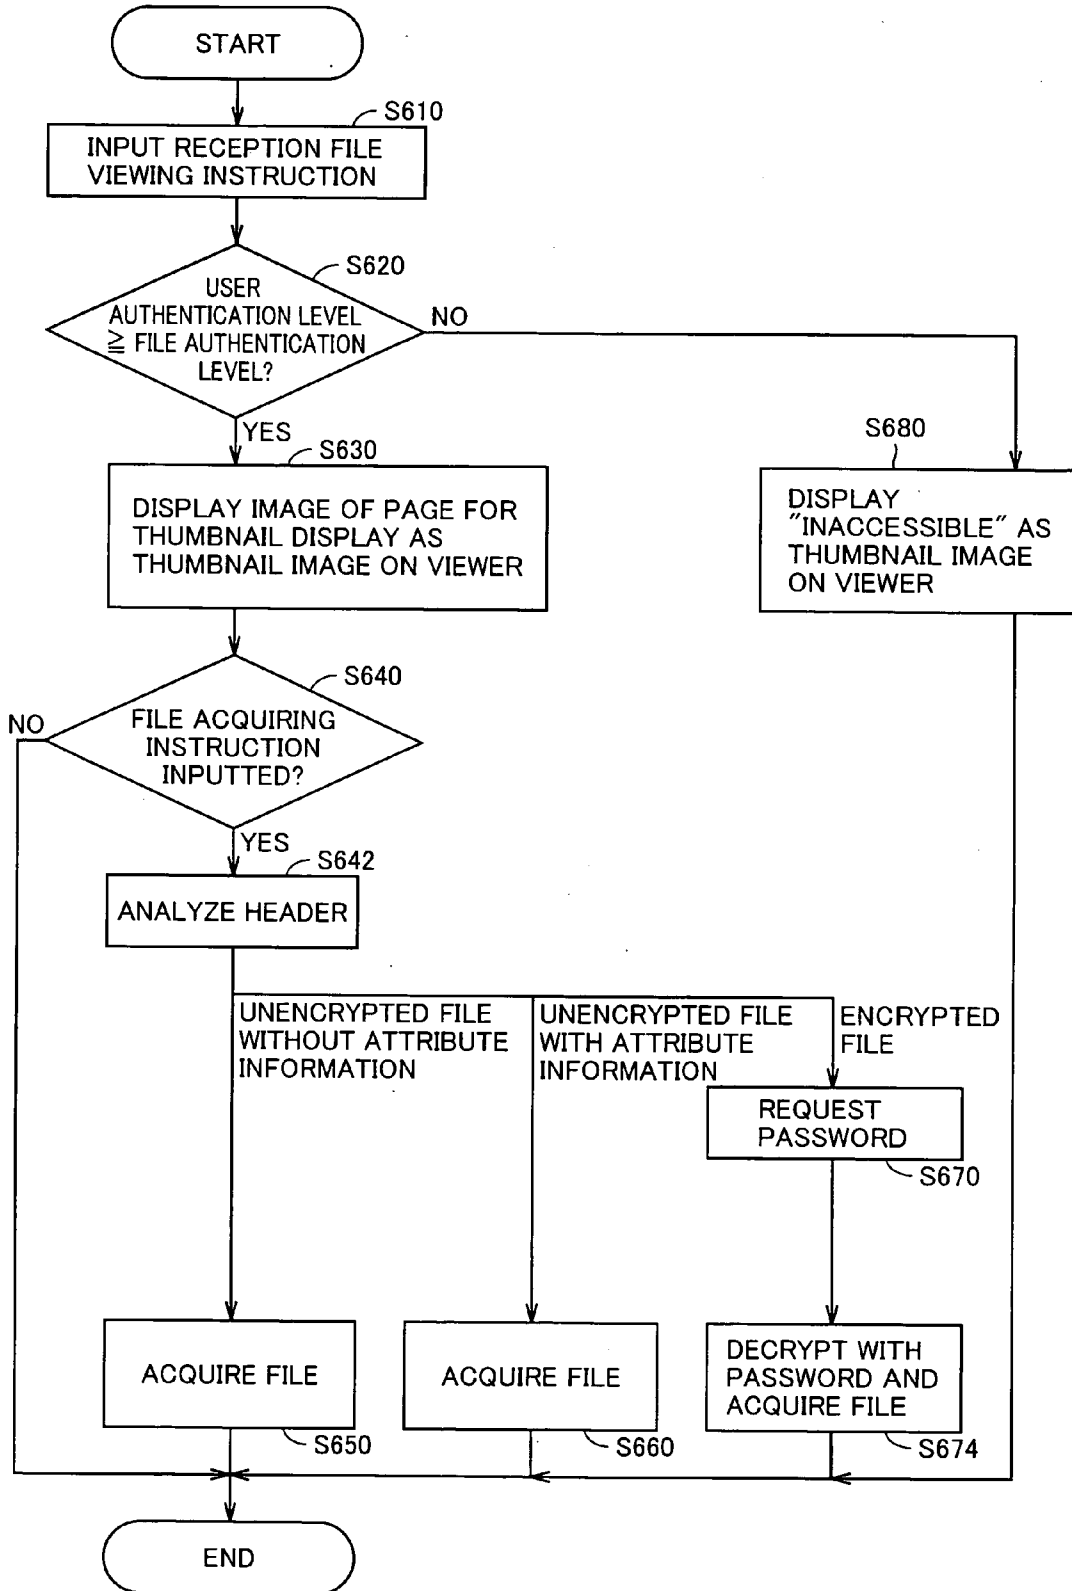 START
S610
INPUT RECEPTION FILE
VIEWING INSTRUCTION
S620
USER
AUTHENTICATION LEVEL
≧ FILE AUTHENTICATION
LEVEL?
NO
YES
S630
DISPLAY IMAGE OF PAGE FOR
THUMBNAIL DISPLAY AS
THUMBNAIL IMAGE ON VIEWER
S680
DISPLAY
"INACCESSIBLE" AS
THUMBNAIL IMAGE
ON VIEWER
S640
NO
FILE ACQUIRING
INSTRUCTION
INPUTTED?
YES
S642
ANALYZE HEADER
UNENCRYPTED FILE
WITHOUT ATTRIBUTE
INFORMATION
UNENCRYPTED FILE
WITH ATTRIBUTE
INFORMATION
ENCRYPTED
FILE
REQUEST
PASSWORD
S670
ACQUIRE FILE
S650
ACQUIRE FILE
S660
DECRYPT WITH
PASSWORD AND
ACQUIRE FILE
S674
END